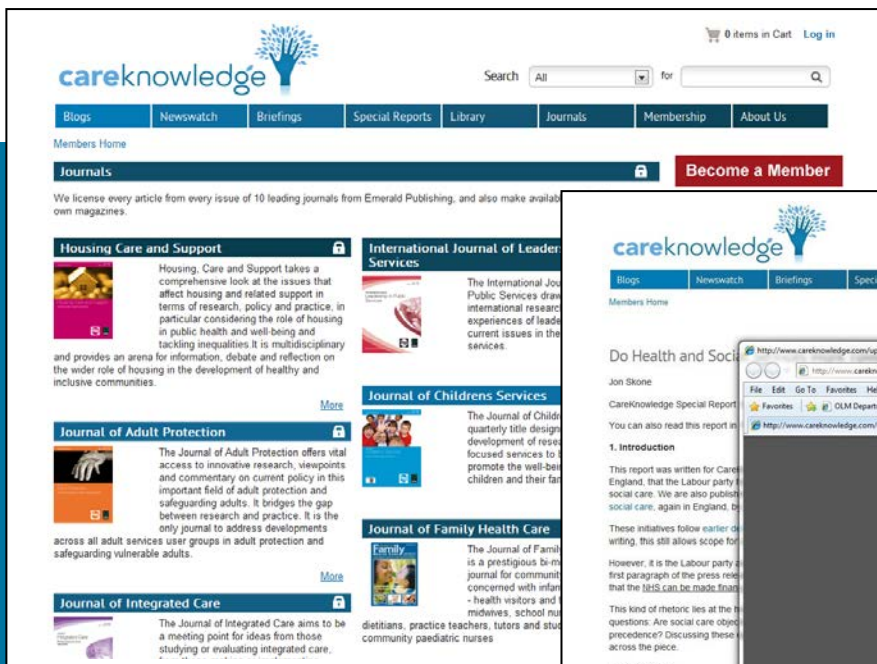 0 items in Cart Log in
careknowledge
Search All for
Blogs Newswatch Briefings Special Reports Library Journals Membership About Us
Members Home
Journals
Become a Member
We license every article from every issue of 10 leading journals from Emerald Publishing, and also make availab
own magazines.
Housing Care and Support
Housing, Care and Support takes a
comprehensive look at the issues that
affect housing and related support in
terms of research, policy and practice, in
particular considering the role of housing
in public health and well-being and
tackling inequalities It is multidisciplinary
and provides an arena for information, debate and reflection on
the wider role of housing in the development of healthy and
inclusive communities.
More
Journal of Adult Protection
The Journal of Adult Protection offers vital
access to innovative research, viewpoints
and commentary on current policy in this
important field of adult protection and
safeguarding adults. It bridges the gap
between research and practice. It is the
only journal to address developments
across all adult services user groups in adult protection and
safeguarding vulnerable adults.
More
Journal of Integrated Care
The Journal of Integrated Care aims to be
a meeting point for ideas from those
studying or evaluating integrated care,
International Journal of Leader
Services
The International Jou
Public Services draw
international research
experiences of leade
current issues in the
services.
Journal of Childrens Services
The Journal of Childr
quarterly title design
development of resea
focused services to
promote the well-bei
children and their fam
Journal of Family Health Care
Family
The Journal of Family
is a prestigious bi-m
journal for communit
concerned with infan
- health visitors and
midwives, school nur
dietitians, practice teachers, tutors and stud
community paediatric nurses
careknowledge
Blogs Newswatch Briefings Speci
Members Home
Do Health and Socia
Jon Skone
CareKnowledge Special Report
You can also read this report in
1. Introduction
This report was written for Care
England, that the Labour party
social care. We are also publish
social care, again in England, b
These initiatives follow earlier de
writing, this still allows scope for
However, it is the Labour party a
first paragraph of the press rele
that the NHS can be made finan
This kind of rhetoric lies at the h
questions: Are social care objec
precedence? Discussing these
across the piece.
http://www.careknowledge.com/up
http://www.carekn
File Edit Go To Favorites He
Favorites OLM Depart
http://www.careknowledge.com/